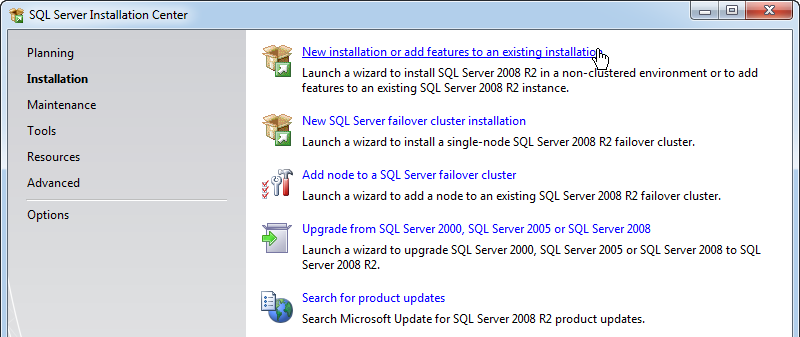 SQL Server Installation Center
Planning
Installation
Maintenance
Tools
Resources
Advanced
Options
New installation or add features to an existing installation
Launch a wizard to install SQL Server 2008 R2 in a non-clustered environment or to add
features to an existing SQL Server 2008 R2 instance.
New SQL Server failover cluster installation
Launch a wizard to install a single-node SQL Server 2008 R2 failover cluster.
Add node to a SQL Server failover cluster
Launch a wizard to add a node to an existing SQL Server 2008 R2 failover cluster.
Upgrade from SQL Server 2000, SQL Server 2005 or SQL Server 2008
Launch a wizard to upgrade SQL Server 2000, SQL Server 2005 or SQL Server 2008 to SQL
Server 2008 R2.
Search for product updates
Search Microsoft Update for SQL Server 2008 R2 product updates.